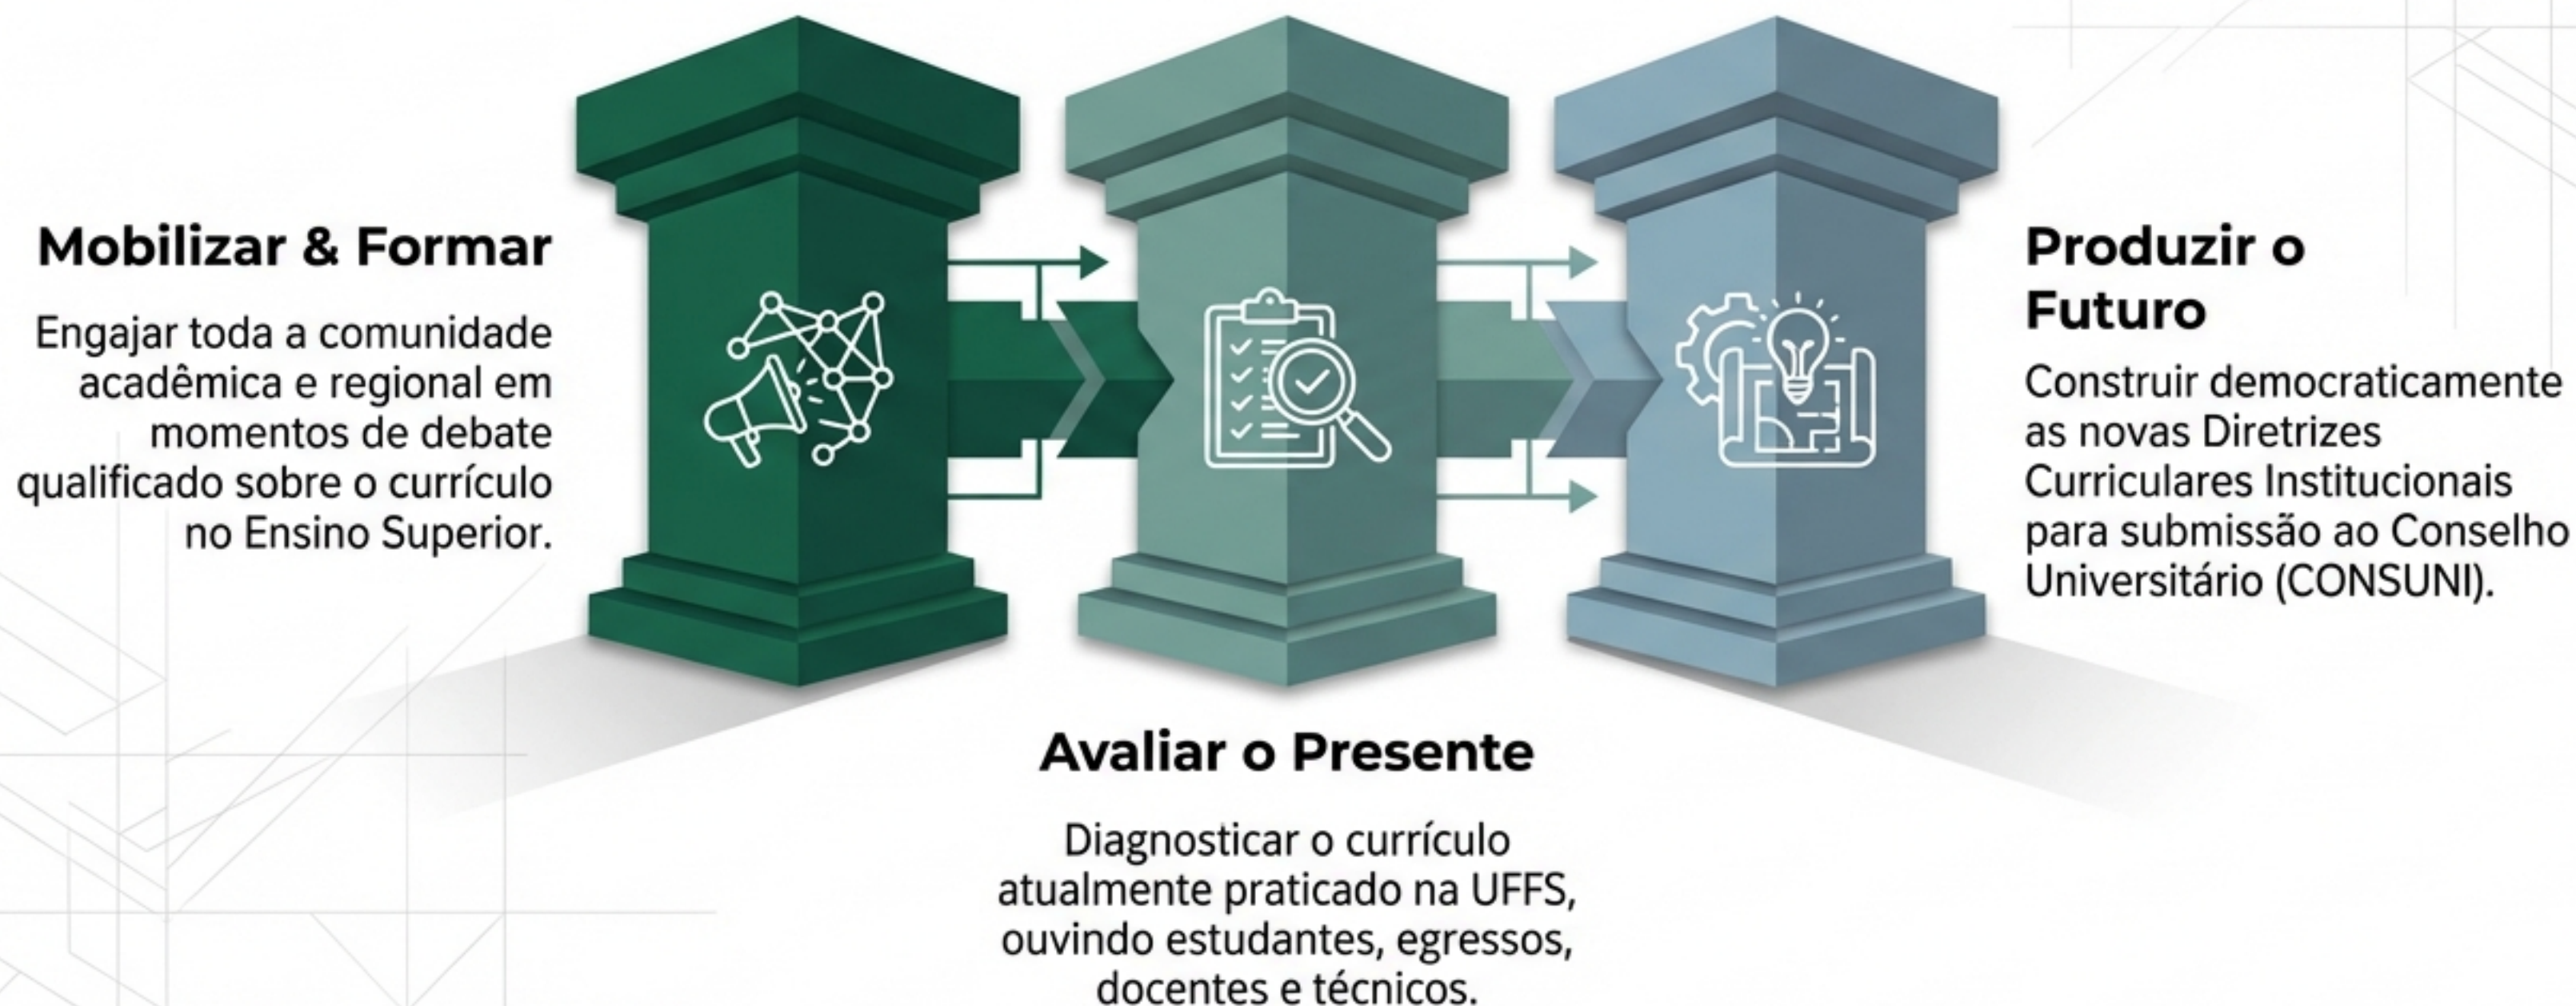 Mobilizar & Formar
Engajar toda a comunidade
acadêmica e regional em
momentos de debate
qualificado sobre o currículo
no Ensino Superior.
Avaliar o Presente
Diagnosticar o currículo
atualmente praticado na UFFS,
ouvindo estudantes, egressos,
docentes e técnicos.
Produzir o
Futuro
Construir democraticamente
as novas Diretrizes
Curriculares Institucionais
para submissão ao Conselho
Universitário (CONSUNI).